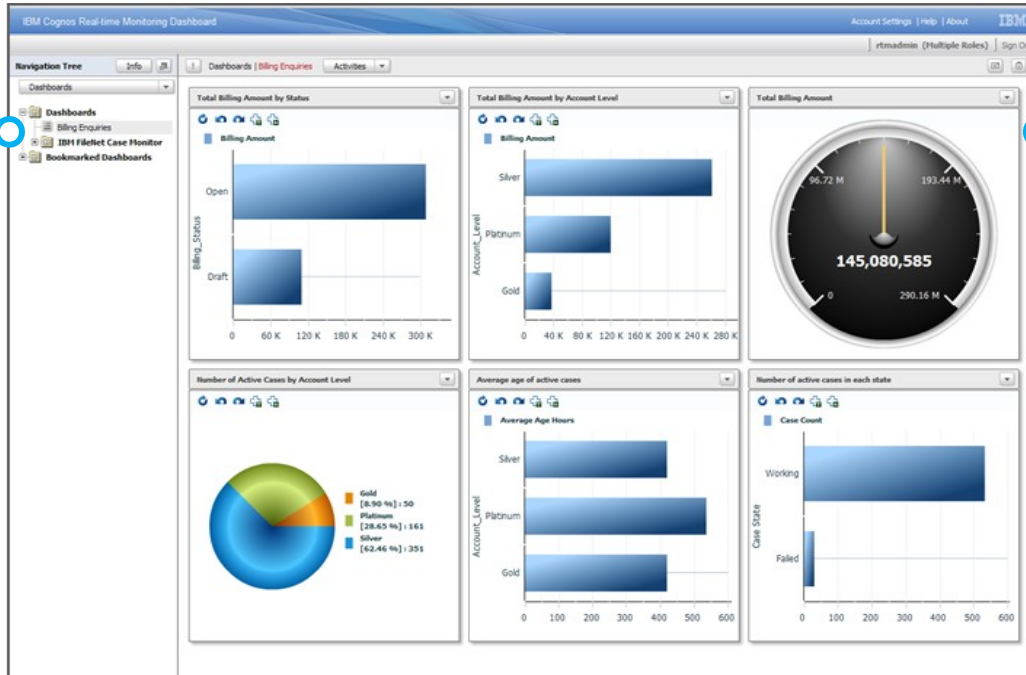 IBM Cognos Real-time Monitoring Dashboard
Account Settings | Help | About
IBM
rtmadmin (Multiple Roles) | Sign O
Navigation Tree
Info
Dashboards | Billing Enquiries
Activities
Dashboards
Dashboards
Billing Enquiries
IBM FileNet Case Monitor
Bookmarked Dashboards
Total Billing Amount by Status
Billing Amount
Billing_Status
Open
Draft
0 60 K 120 K 180 K 240 K 300 K
Total Billing Amount by Account Level
Billing Amount
Account_Level
Silver
Platinum
Gold
0 40 K 80 K 120 K 160 K 200 K 240 K 280 K
Total Billing Amount
96.72 M 193.44 M
145,080,585
0 290.16 M
Number of Active Cases by Account Level
Gold
[8.90 %] : 50
Platinum
[28.65 %] : 161
Silver
[62.46 %] : 351
Average age of active cases
Average Age Hours
Account_Level
Silver
Platinum
Gold
0 100 200 300 400 500 600
Number of active cases in each state
Case Count
Case State
Working
Failed
0 100 200 300 400 500 600